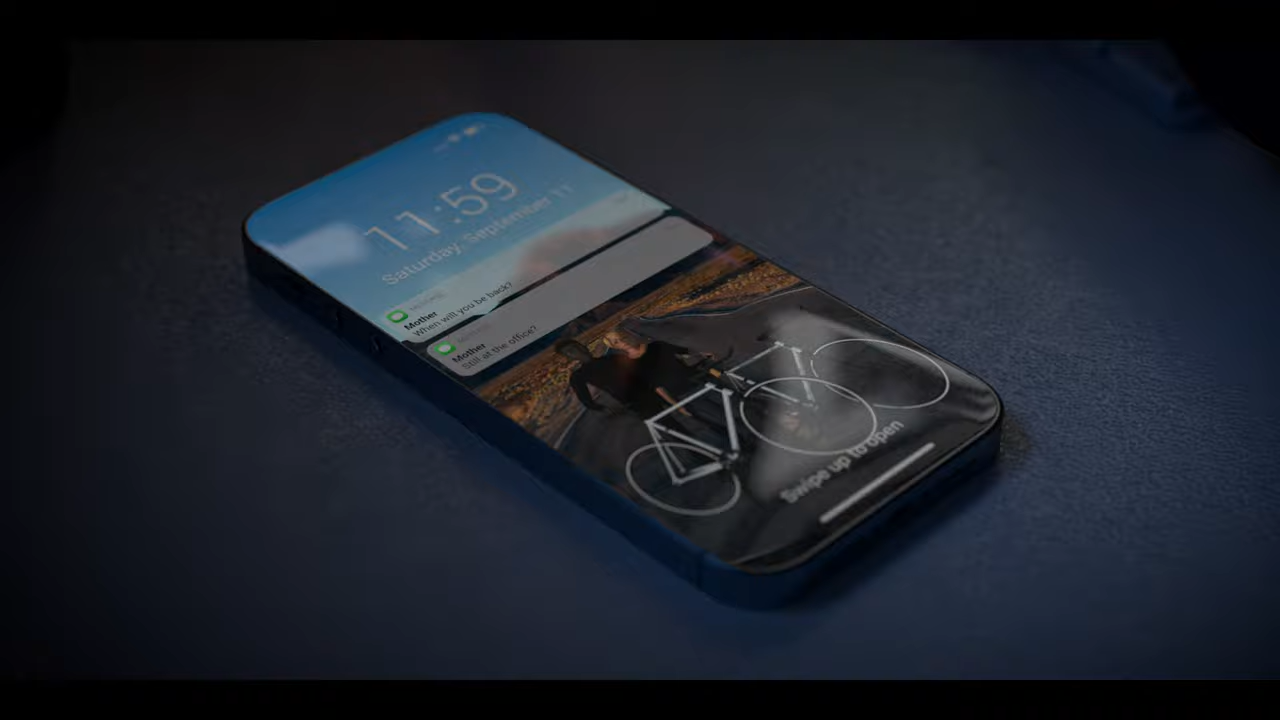 11:59
Saturday, September 11
Mother
When will you be back?
Mother
Still at the office?
Swipe up to open